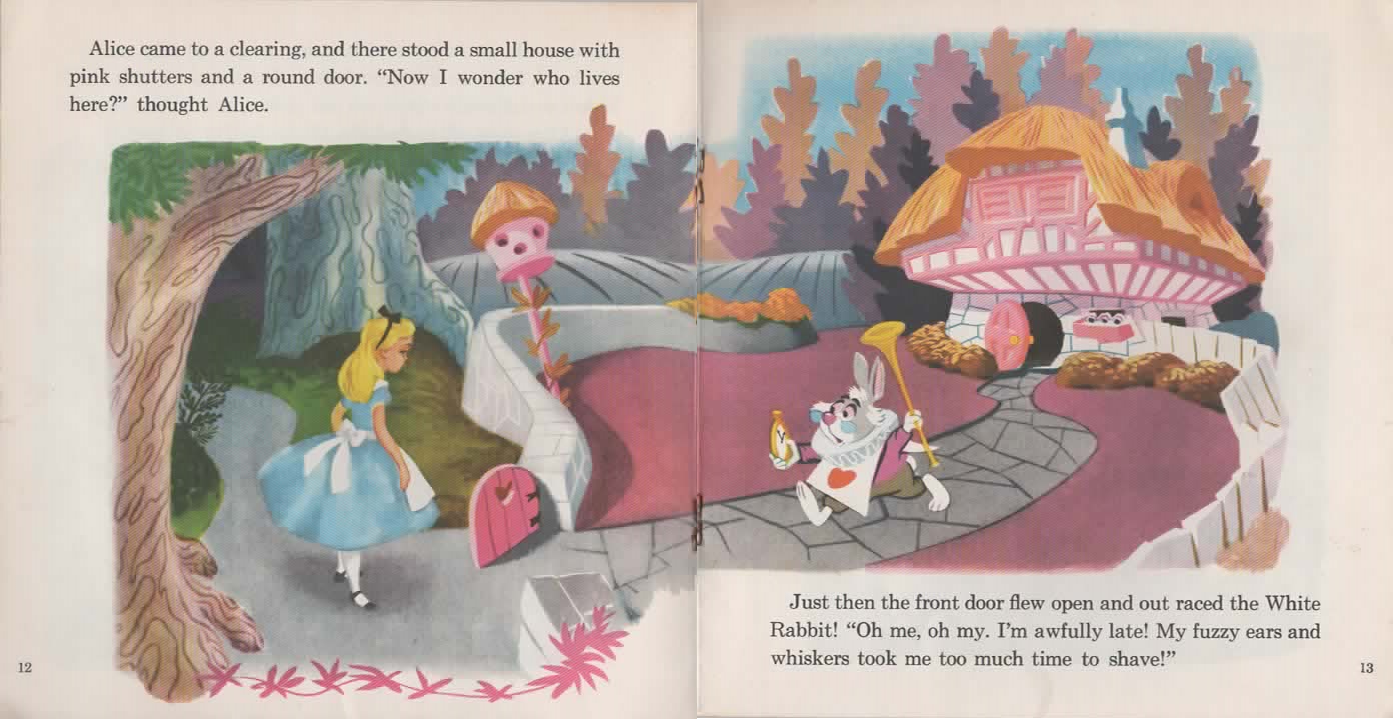 Alice came to a clearing, and there stood a small house with
pink shutters and a round door. “Now I wonder who lives
here?” thought Alice.
12
Just then the front door flew open and out raced the White
Rabbit! “Oh me, oh my. I’m awfully late! My fuzzy ears and
whiskers took me too much time to shave!”
13